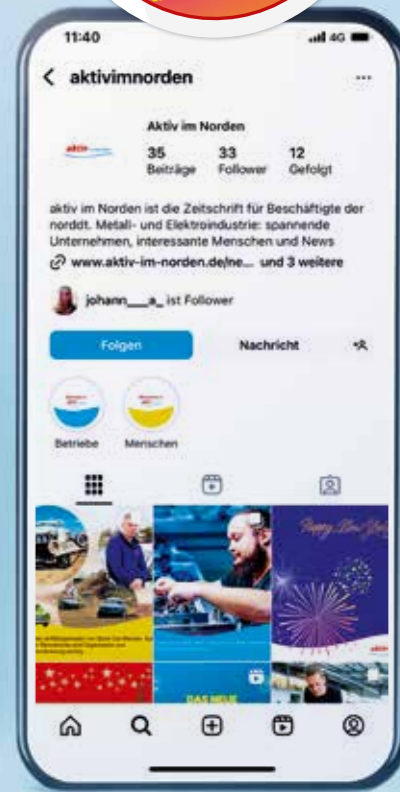 11:40
4G
aktivimnorden
Aktiv im Norden
35
33
12
Beiträge
Follower
Gefolgt
aktiv im Norden ist die Zeitschrift für Beschäftigte der
norddt. Metall- und Elektroindustrie: spannende
Unternehmen, interessante Menschen und News
www.aktiv-im-norden.de/ne... und 3 weitere
johann___a_ ist Follower
Folgen
Nachricht
Betriebe
Menschen
Happy New Year
DAS NEUE